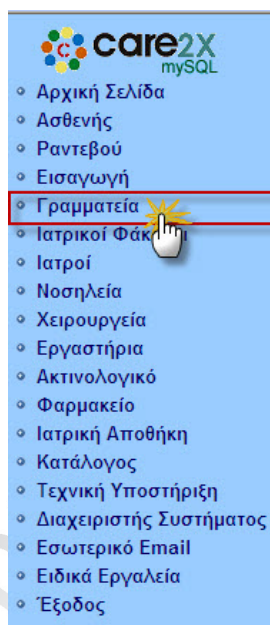 care2X
mySQL
Αρχική Σελίδα
Ασθενής
Ραντεβού
Εισαγωγή
Γραμματεία
Ιατρικοί
Ιατροί
Νοσηλεία
Χειρουργεία
Εργαστήρια
Ακτινολογικό
Φαρμακείο
Ιατρική Αποθήκη
Κατάλογος
Τεχνική Υποστήριξη
Διαχειριστής Συστήματος
Εσωτερικό Email
Ειδικά Εργαλεία
Έξοδος